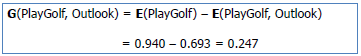 G(PlayGolf, Outlook) = E(PlayGolf) – E(PlayGolf, Outlook)
= 0.940 – 0.693 = 0.247